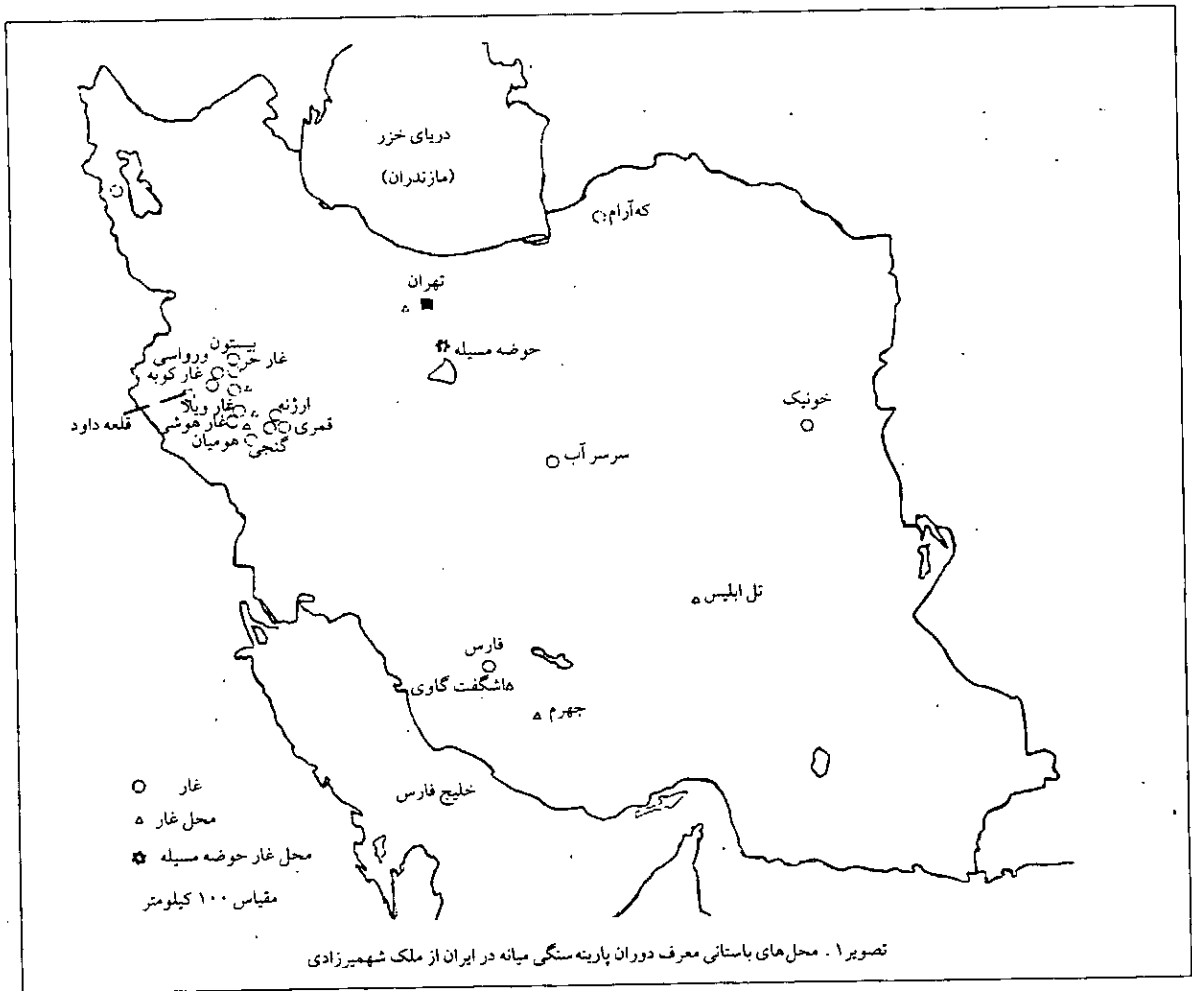 دریای خزر
(مازندران)
که‌آرام
تهران
حوضه مسیله
بیستون
ورواسی
غار خر
غار کوبه
غار ویلا
ارژنه
قلعه داود
غار هوشی
قمری
هومیان
گنجی
خونیک
سرسر آب
تل ابلیس
فارس
اشگفت گاوی
جهرم
خلیج فارس
غار
محل غار
محل غار حوضه مسیله
مقیاس ۱۰۰ کیلومتر
تصویر ۱ . محل‌های باستانی معرف دوران پارینه سنگی میانه در ایران از ملک شهمیرزادی